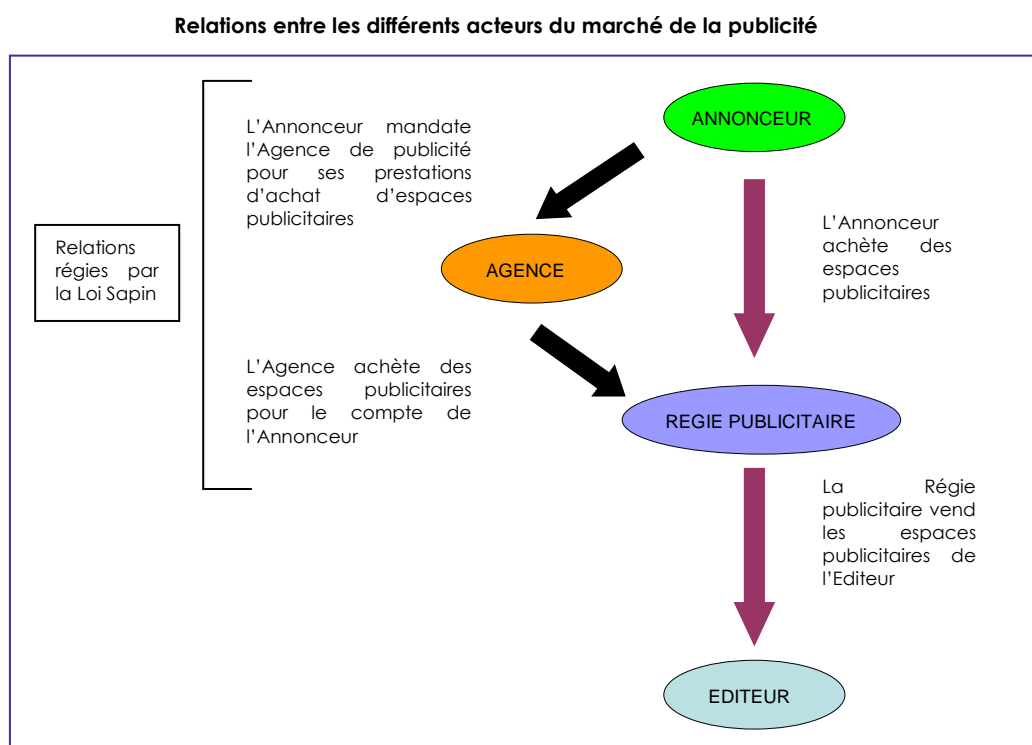 Relations entre les différents acteurs du marché de la publicité
ANNONCEUR
L’Annonceur mandate
l’Agence de publicité
pour ses prestations
d’achat d’espaces
publicitaires
L’Annonceur
achète des
espaces
publicitaires
Relations
régies par
la Loi Sapin
AGENCE
L’Agence achète des
espaces publicitaires
pour le compte de
l’Annonceur
REGIE PUBLICITAIRE
La Régie
publicitaire vend
les espaces
publicitaires de
l’Editeur
EDITEUR